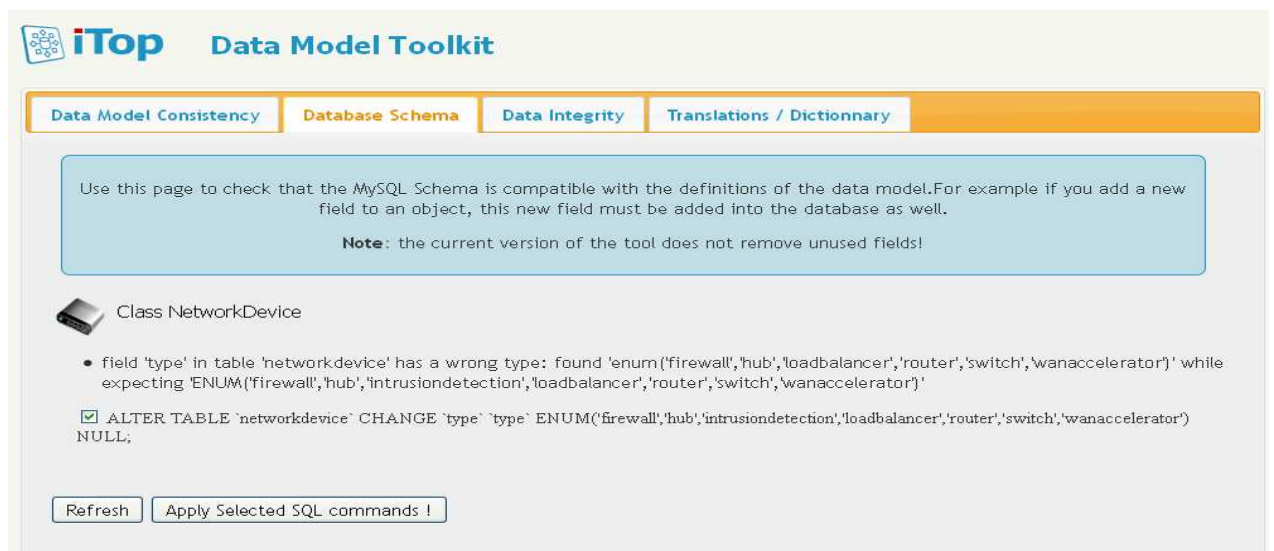 iTop Data Model Toolkit
Data Model Consistency Database Schema Data Integrity Translations / Dictionnary
Use this page to check that the MySQL Schema is compatible with the definitions of the data model.For example if you add a new
field to an object, this new field must be added into the database as well.
Note: the current version of the tool does not remove unused fields!
Class NetworkDevice
• field 'type' in table 'networkdevice' has a wrong type: found 'enum('firewall','hub','loadbalancer','router','switch','wanaccelerator')' while
expecting 'ENUM('firewall','hub','intrusiondetection','loadbalancer','router','switch','wanaccelerator')'
ALTER TABLE `networkdevice` CHANGE `type` `type` ENUM('firewall','hub','intrusiondetection','loadbalancer','router','switch','wanaccelerator')
NULL;
Refresh Apply Selected SQL commands !